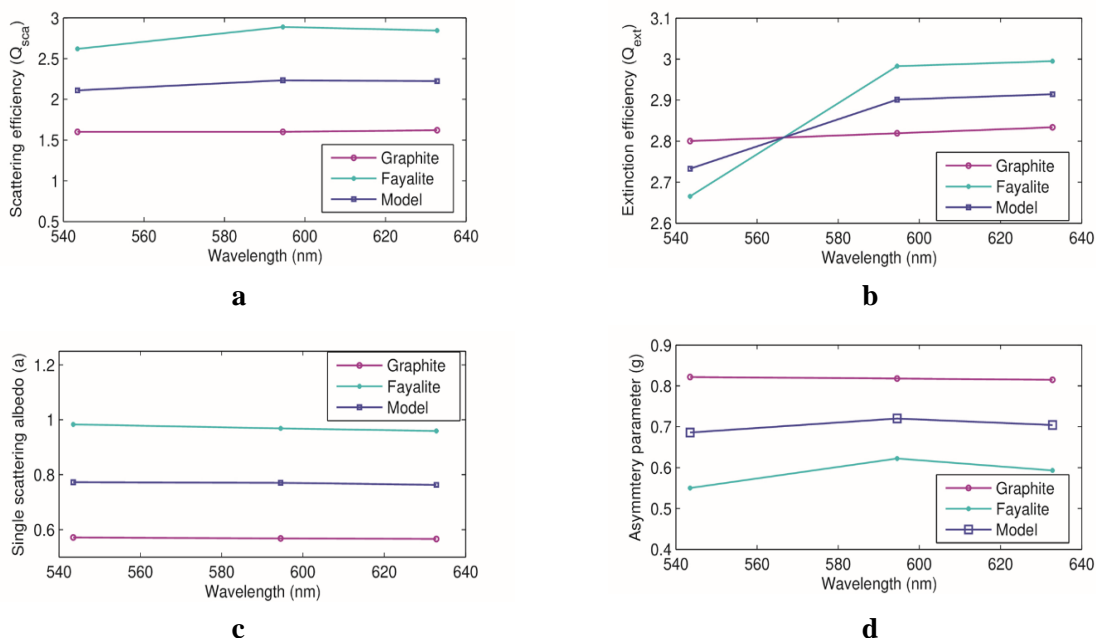 Scattering efficiency (Qsca)
3
2.5
2
1.5
1
0.5
540 560 580 600 620 640
Wavelength (nm)
Graphite
Fayalite
Model
a
Extinction efficiency (Qext)
3.1
3
2.9
2.8
2.7
2.6
540 560 580 600 620 640
Wavelength (nm)
Graphite
Fayalite
Model
b
Single scattering albedo (a)
1.2
1
0.8
0.6
540 560 580 600 620 640
Wavelength (nm)
Graphite
Fayalite
Model
c
Asymmtery parameter (g)
0.9
0.8
0.7
0.6
0.5
0.4
540 560 580 600 620 640
Wavelength (nm)
Graphite
Fayalite
Model
d